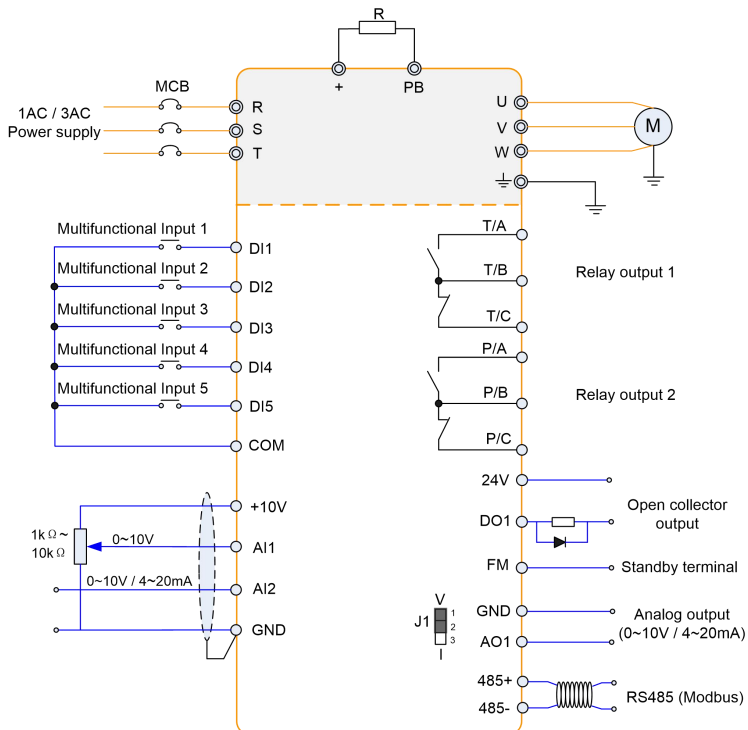 R
+
PB
MCB
1AC / 3AC
Power supply
R
S
T
U
V
W
M
Multifunctional Input 1
DI1
Multifunctional Input 2
DI2
Multifunctional Input 3
DI3
Multifunctional Input 4
DI4
Multifunctional Input 5
DI5
COM
+10V
1kΩ~
10kΩ
0~10V
AI1
0~10V / 4~20mA
AI2
GND
T/A
T/B
T/C
Relay output 1
P/A
P/B
P/C
Relay output 2
24V
DO1
Open collector
output
FM
Standby terminal
V
J1
1
2
3
I
GND
AO1
Analog output
(0~10V / 4~20mA)
485+
485-
RS485 (Modbus)